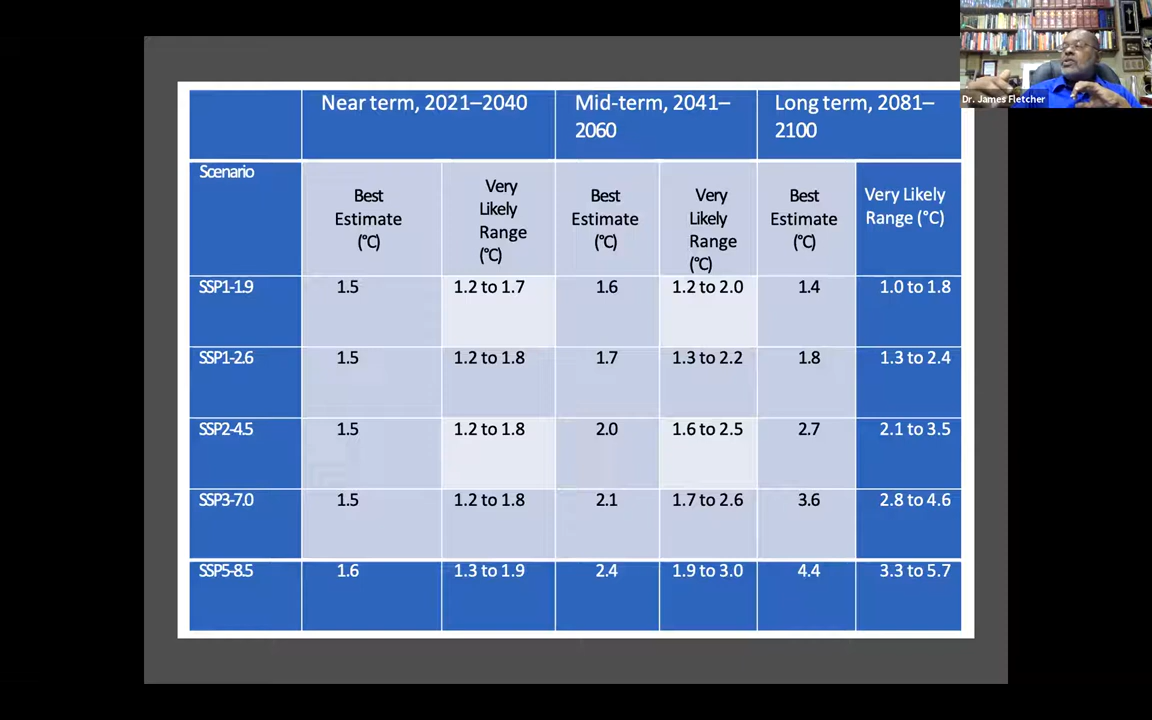 Dr. James Fletcher
Near term, 2021–2040
Mid-term, 2041–
2060
Long term, 2081–
2100
Scenario
Best
Estimate
(°C)
Very
Likely
Range
(°C)
Best
Estimate
(°C)
Very
Likely
Range
(°C)
Best
Estimate
(°C)
Very Likely
Range (°C)
SSP1-1.9 1.5 1.2 to 1.7 1.6 1.2 to 2.0 1.4 1.0 to 1.8
SSP1-2.6 1.5 1.2 to 1.8 1.7 1.3 to 2.2 1.8 1.3 to 2.4
SSP2-4.5 1.5 1.2 to 1.8 2.0 1.6 to 2.5 2.7 2.1 to 3.5
SSP3-7.0 1.5 1.2 to 1.8 2.1 1.7 to 2.6 3.6 2.8 to 4.6
SSP5-8.5 1.6 1.3 to 1.9 2.4 1.9 to 3.0 4.4 3.3 to 5.7